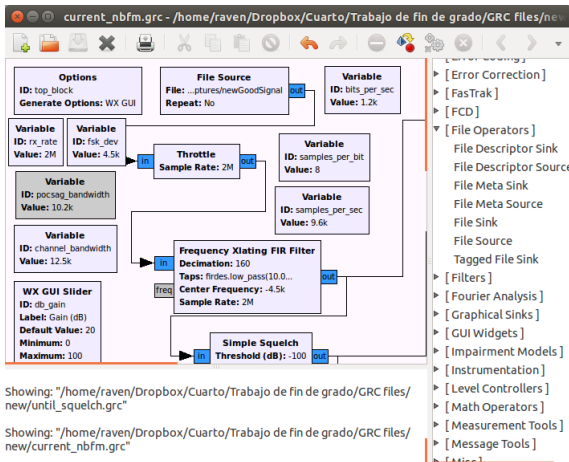 current_nbfm.grc - /home/raven/Dropbox/Cuarto/Trabajo de fin de grado/GRC files/new
Options
ID: top_block
Generate Options: WX GUI
File Source
File: ...ptures/newGoodSignal
Repeat: No
out
Variable
ID: bits_per_sec
Value: 1.2k
Variable
ID: rx_rate
Value: 2M
Variable
ID: fsk_dev
Value: 4.5k
in
Throttle
Sample Rate: 2M
out
Variable
ID: samples_per_bit
Value: 8
Variable
ID: pocsag_bandwidth
Value: 10.2k
Variable
ID: samples_per_sec
Value: 9.6k
Variable
ID: channel_bandwidth
Value: 12.5k
in
freq
Frequency Xlating FIR Filter
Decimation: 160
Taps: firdes.low_pass(10.0...
Center Frequency: -4.5k
Sample Rate: 2M
out
WX GUI Slider
ID: db_gain
Label: Gain (dB)
Default Value: 20
Minimum: 0
Maximum: 100
in
Simple Squelch
Threshold (dB): -100
out
Showing: "/home/raven/Dropbox/Cuarto/Trabajo de fin de grado/GRC files/
new/until_squelch.grc"
Showing: "/home/raven/Dropbox/Cuarto/Trabajo de fin de grado/GRC files/
new/current_nbfm.grc"
[ Error Coding ]
[ Error Correction ]
[ FasTrak ]
[ FCD ]
[ File Operators ]
File Descriptor Sink
File Descriptor Source
File Meta Sink
File Meta Source
File Sink
File Source
Tagged File Sink
[ Filters ]
[ Fourier Analysis ]
[ Graphical Sinks ]
[ GUI Widgets ]
[ Impairment Models ]
[ Instrumentation ]
[ Level Controllers ]
[ Math Operators ]
[ Measurement Tools ]
[ Message Tools ]
[ Misc ]